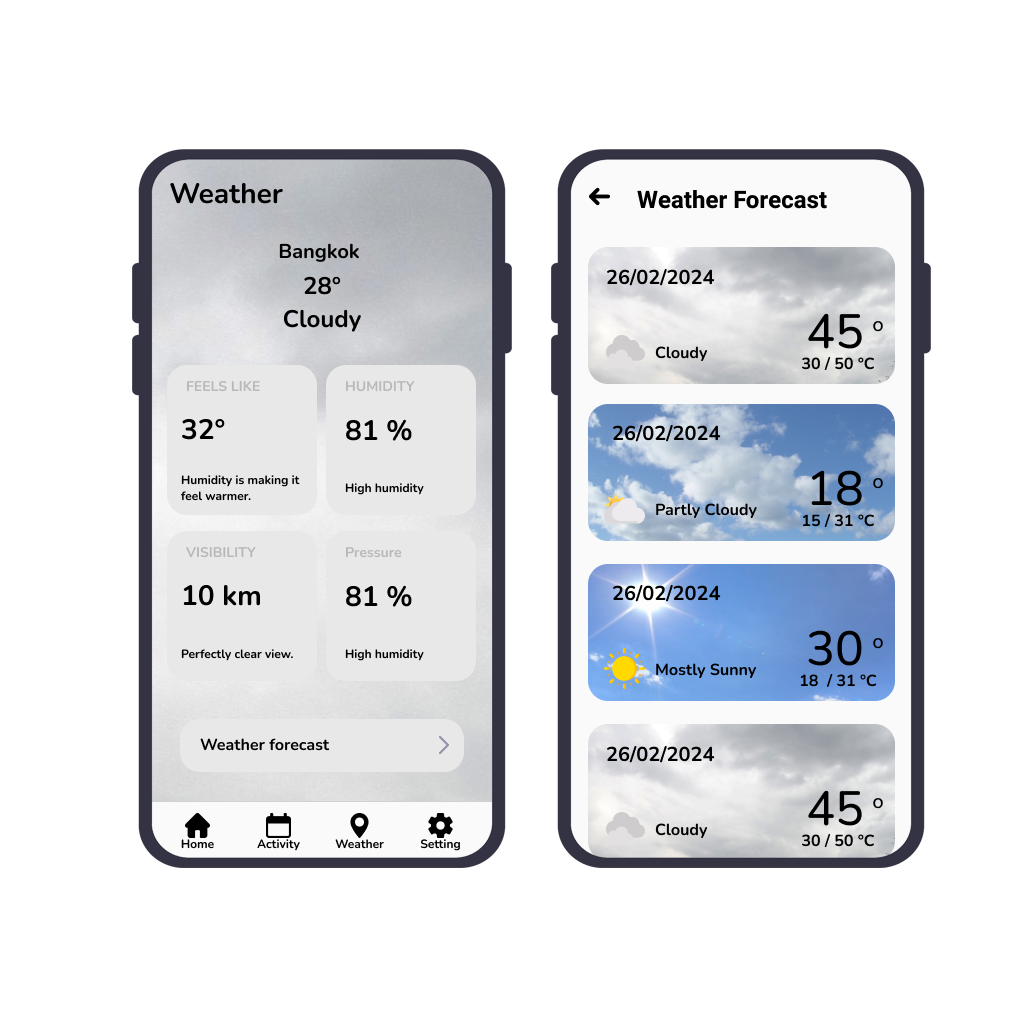 Weather
Bangkok
28°
Cloudy
FEELS LIKE
32°
Humidity is making it
feel warmer.
HUMIDITY
81 %
High humidity
VISIBILITY
10 km
Perfectly clear view.
Pressure
81 %
High humidity
Weather forecast
Home
Activity
Weather
Setting
Weather Forecast
26/02/2024
45 °
Cloudy
30 / 50 °C
26/02/2024
18 °
Partly Cloudy
15 / 31 °C
26/02/2024
30 °
Mostly Sunny
18 / 31 °C
26/02/2024
45 °
Cloudy
30 / 50 °C